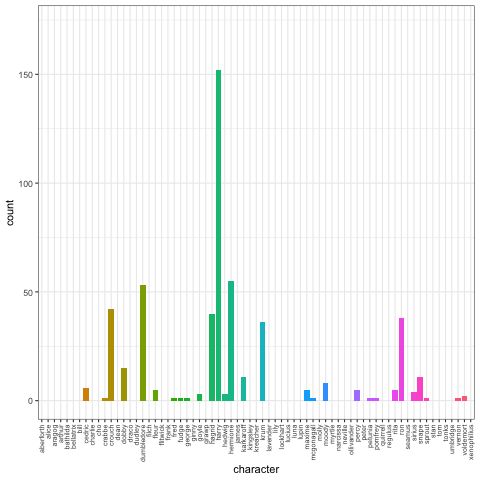 150
100
50
0
count
aberforth
alice
aragog
arthur
bathilda
bellatrix
bill
cedric
charlie
cho
crabbe
crouch
dean
dobby
draco
dudley
dumbledore
filch
fleur
flitwick
frank
fred
fudge
george
ginny
goyle
grawp
hagrid
harry
hedwig
hermione
james
karkaroff
kingsley
kreacher
krum
lavender
lily
lockhart
lucius
luna
lupin
maxime
mcgonagall
molly
moody
myrtle
narcissa
neville
olivander
percy
peter
petunia
pomfrey
quirrell
regulus
rita
ron
seamus
sirius
snape
sprout
stan
tom
tonks
umbridge
vernon
voldemort
xenophilius
character